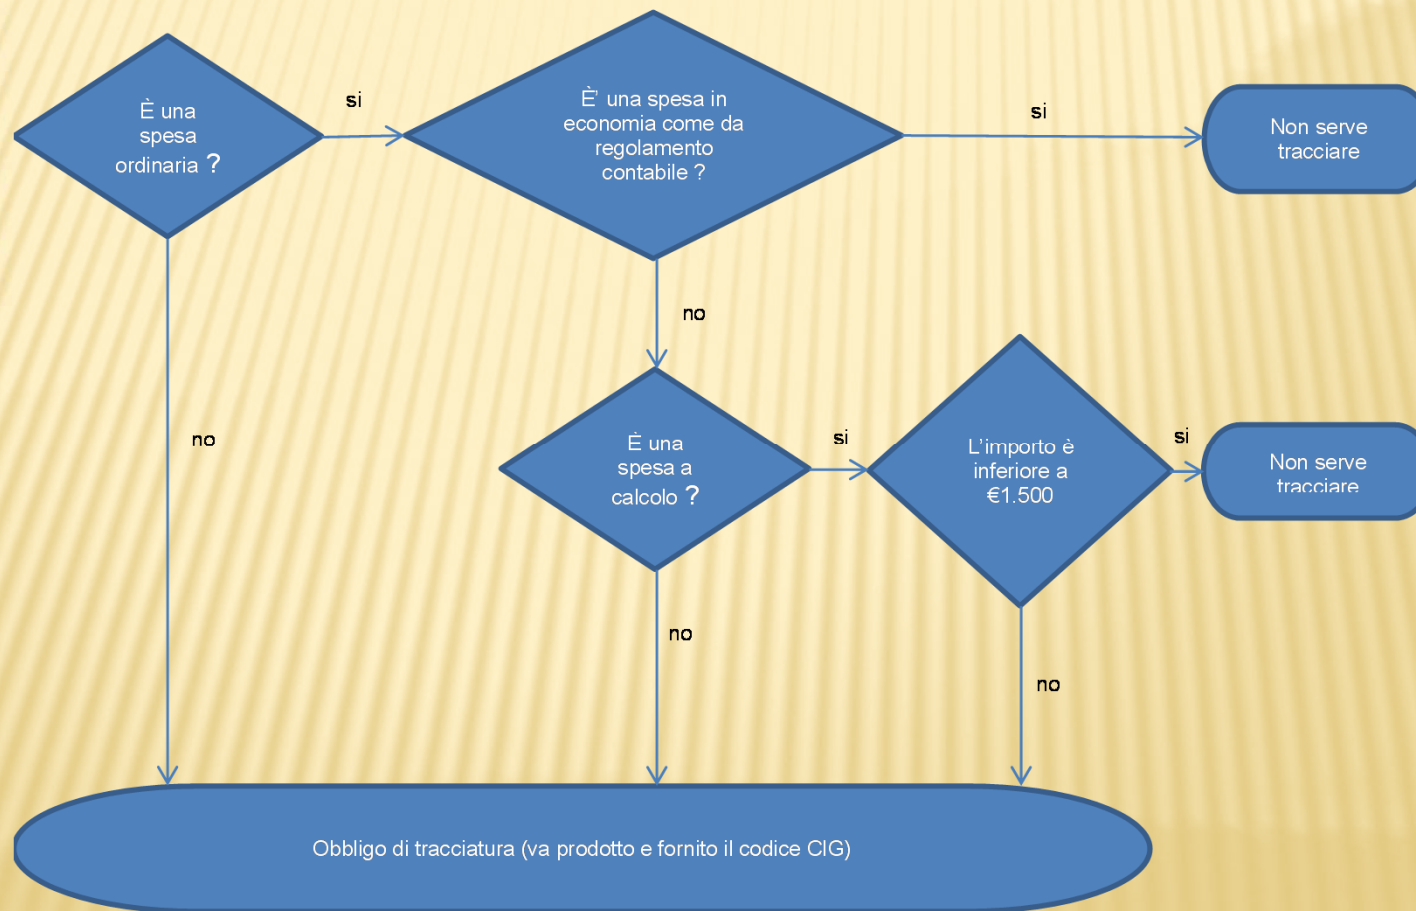 È una
spesa
ordinaria ?
si
È' una spesa in
economia come da
regolamento
contabile ?
si
Non serve
tracciare
no
no
È una
spesa a
calcolo ?
si
L'importo è
inferiore a
€1.500
si
Non serve
tracciare
no
no
Obbligo di tracciatura (va prodotto e fornito il codice CIG)